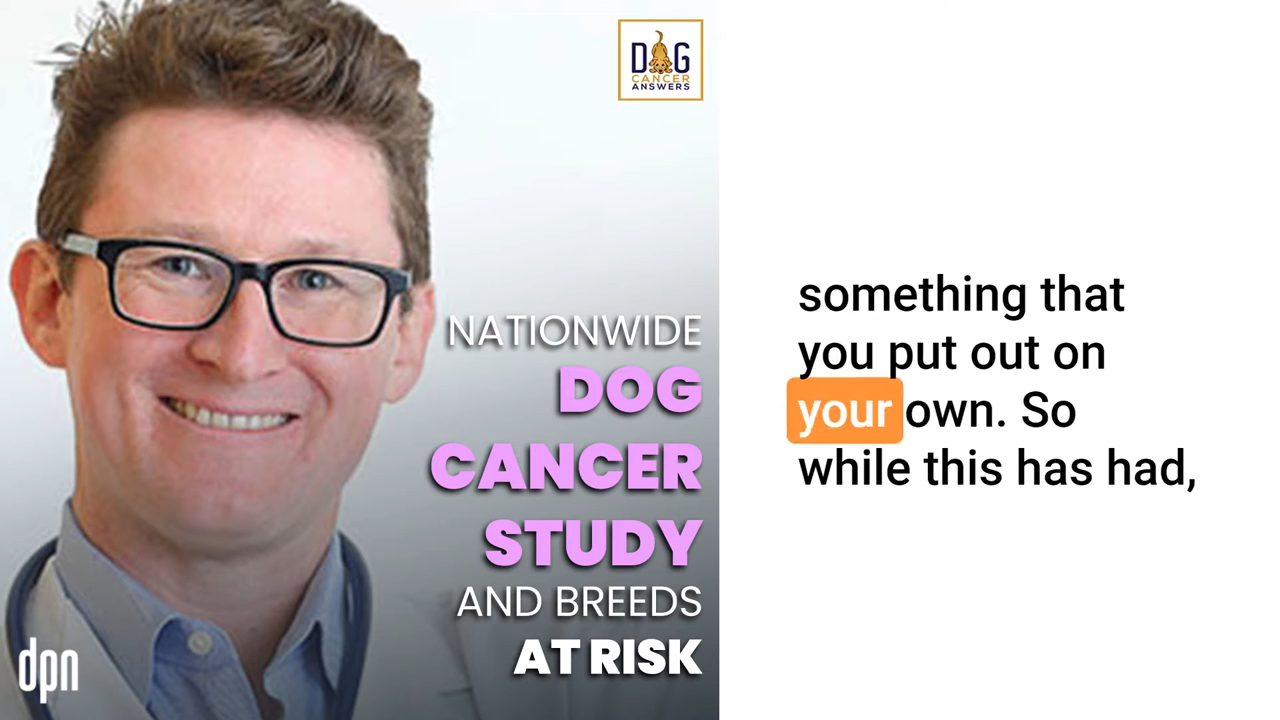 DOG
CANCER
ANSWERS
NATIONWIDE
DOG
CANCER
STUDY
AND BREEDS
AT RISK
dpn
something that
you put out on
your own. So
while this has had,